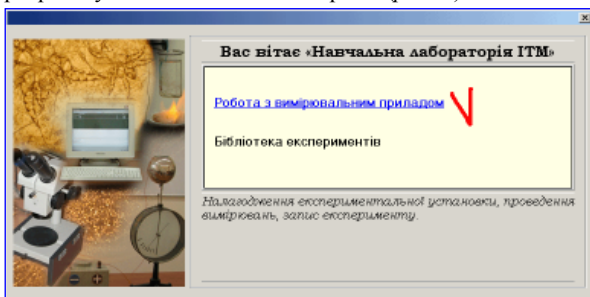 Вас вітає «Навчальна лабораторія ІТМ»
Робота з вимірювальним приладом
Бібліотека експериментів
Налагодження експериментальної установки, проведення
вимірювань, запис експерименту.